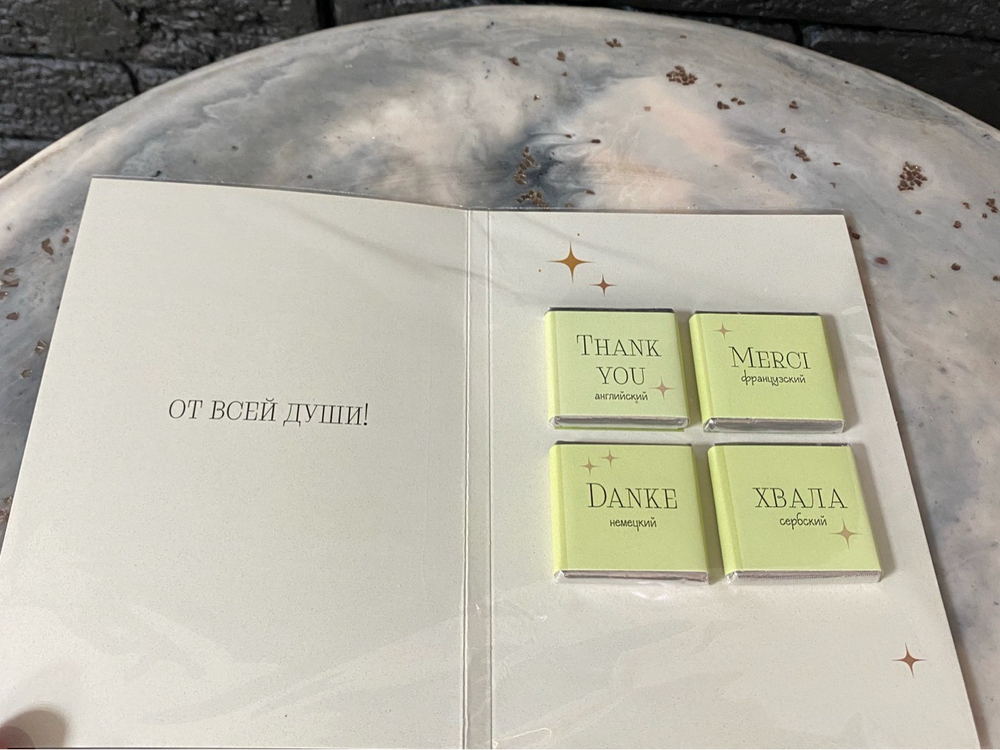 ОТ ВСЕЙ ДУШИ!
THANK
YOU
английский
MERCI
французский
DANKE
немецкий
ХВАЛА
сербский